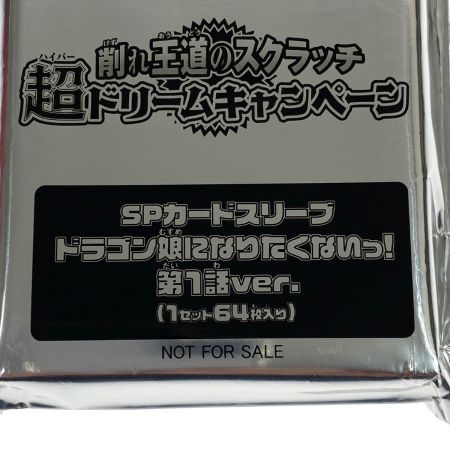 削れ王道のスクラッチ
超ドリームキャンペーン
SPカードスリーブ
ドラゴン娘になりたくないっ!
第1話ver.
(1セット64枚入り)
NOT FOR SALE